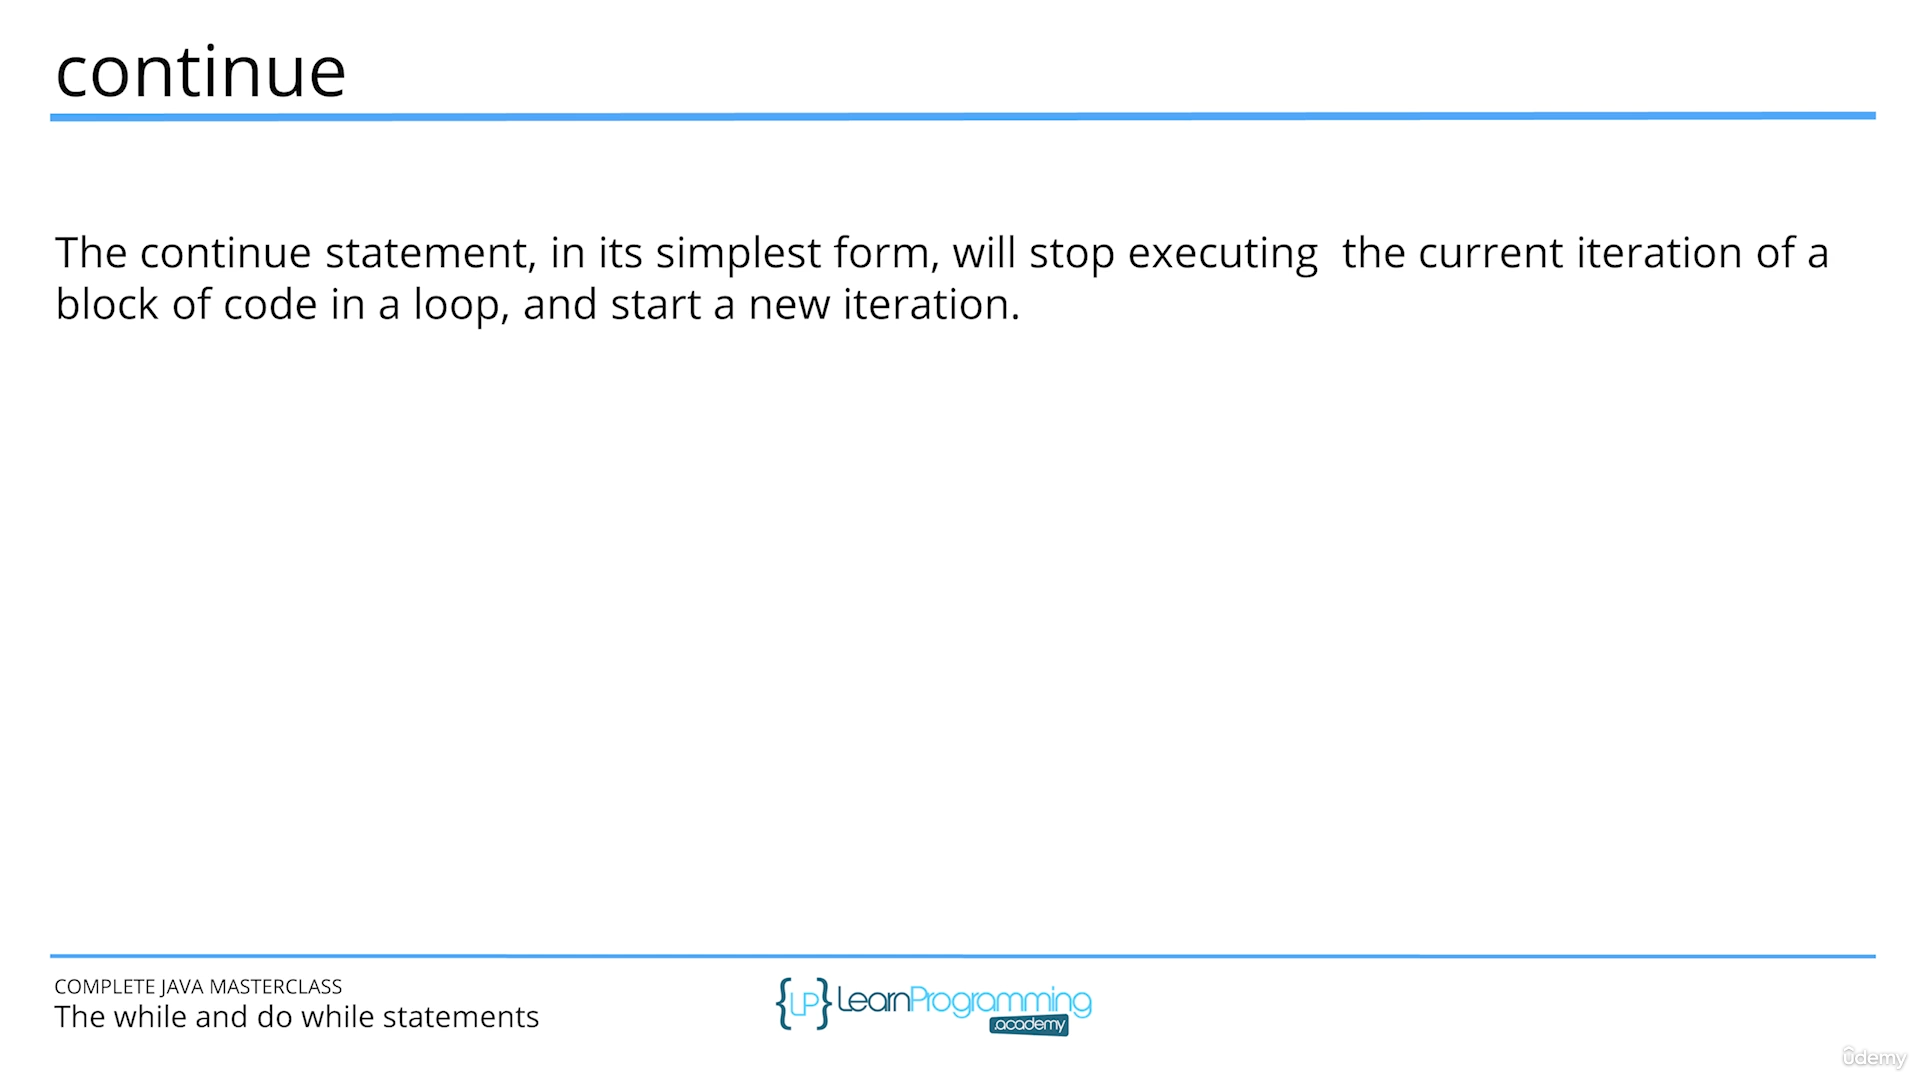 continue
The continue statement, in its simplest form, will stop executing  the current iteration of a
block of code in a loop, and start a new iteration.
COMPLETE JAVA MASTERCLASS
The while and do while statements
{LP} LearnProgramming
.academy
ûdemy